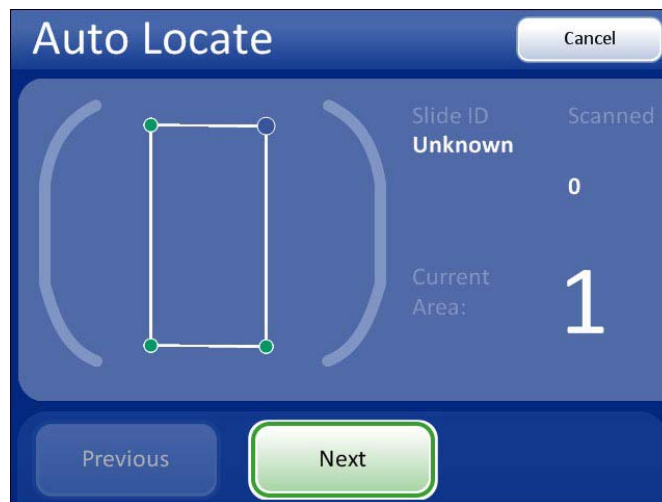 Auto Locate
Cancel
Slide ID
Scanned
Unknown
0
Current
Area:
1
Previous
Next